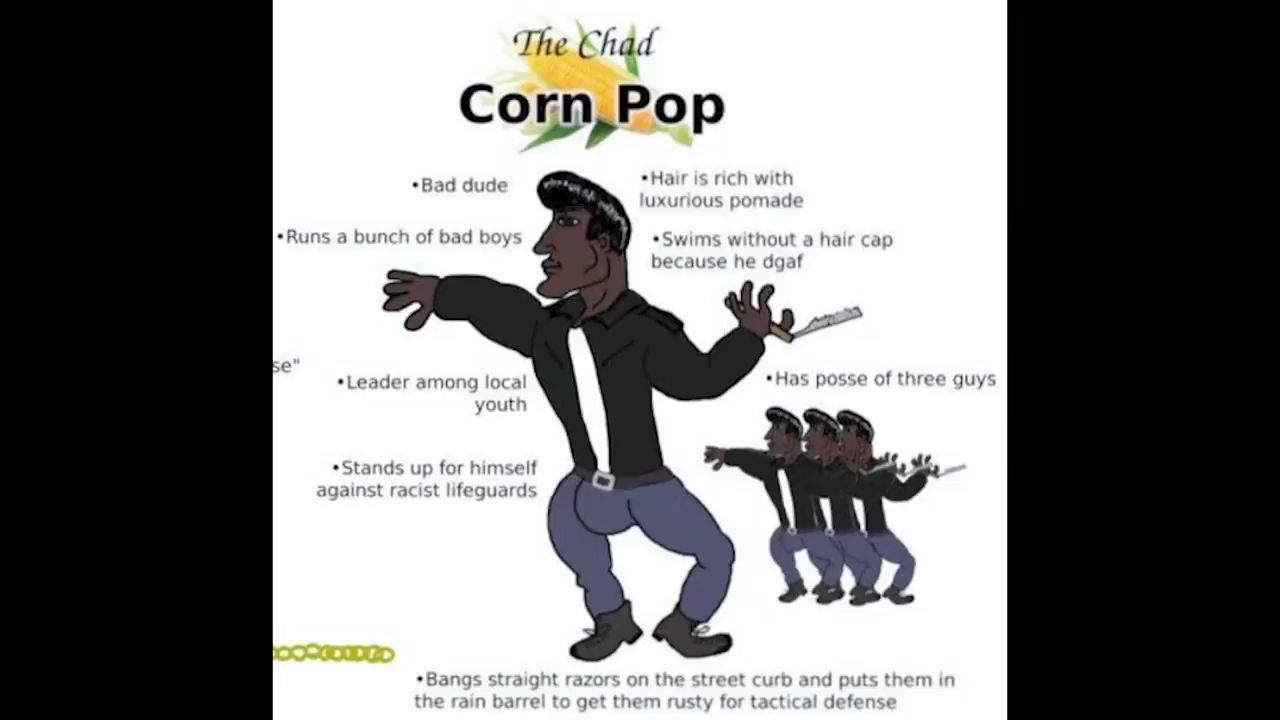 The Chad
Corn Pop
•Bad dude
•Hair is rich with
luxurious pomade
•Runs a bunch of bad boys
•Swims without a hair cap
because he dgaf
se"
•Leader among local
youth
•Has posse of three guys
•Stands up for himself
against racist lifeguards
•Bangs straight razors on the street curb and puts them in
the rain barrel to get them rusty for tactical defense